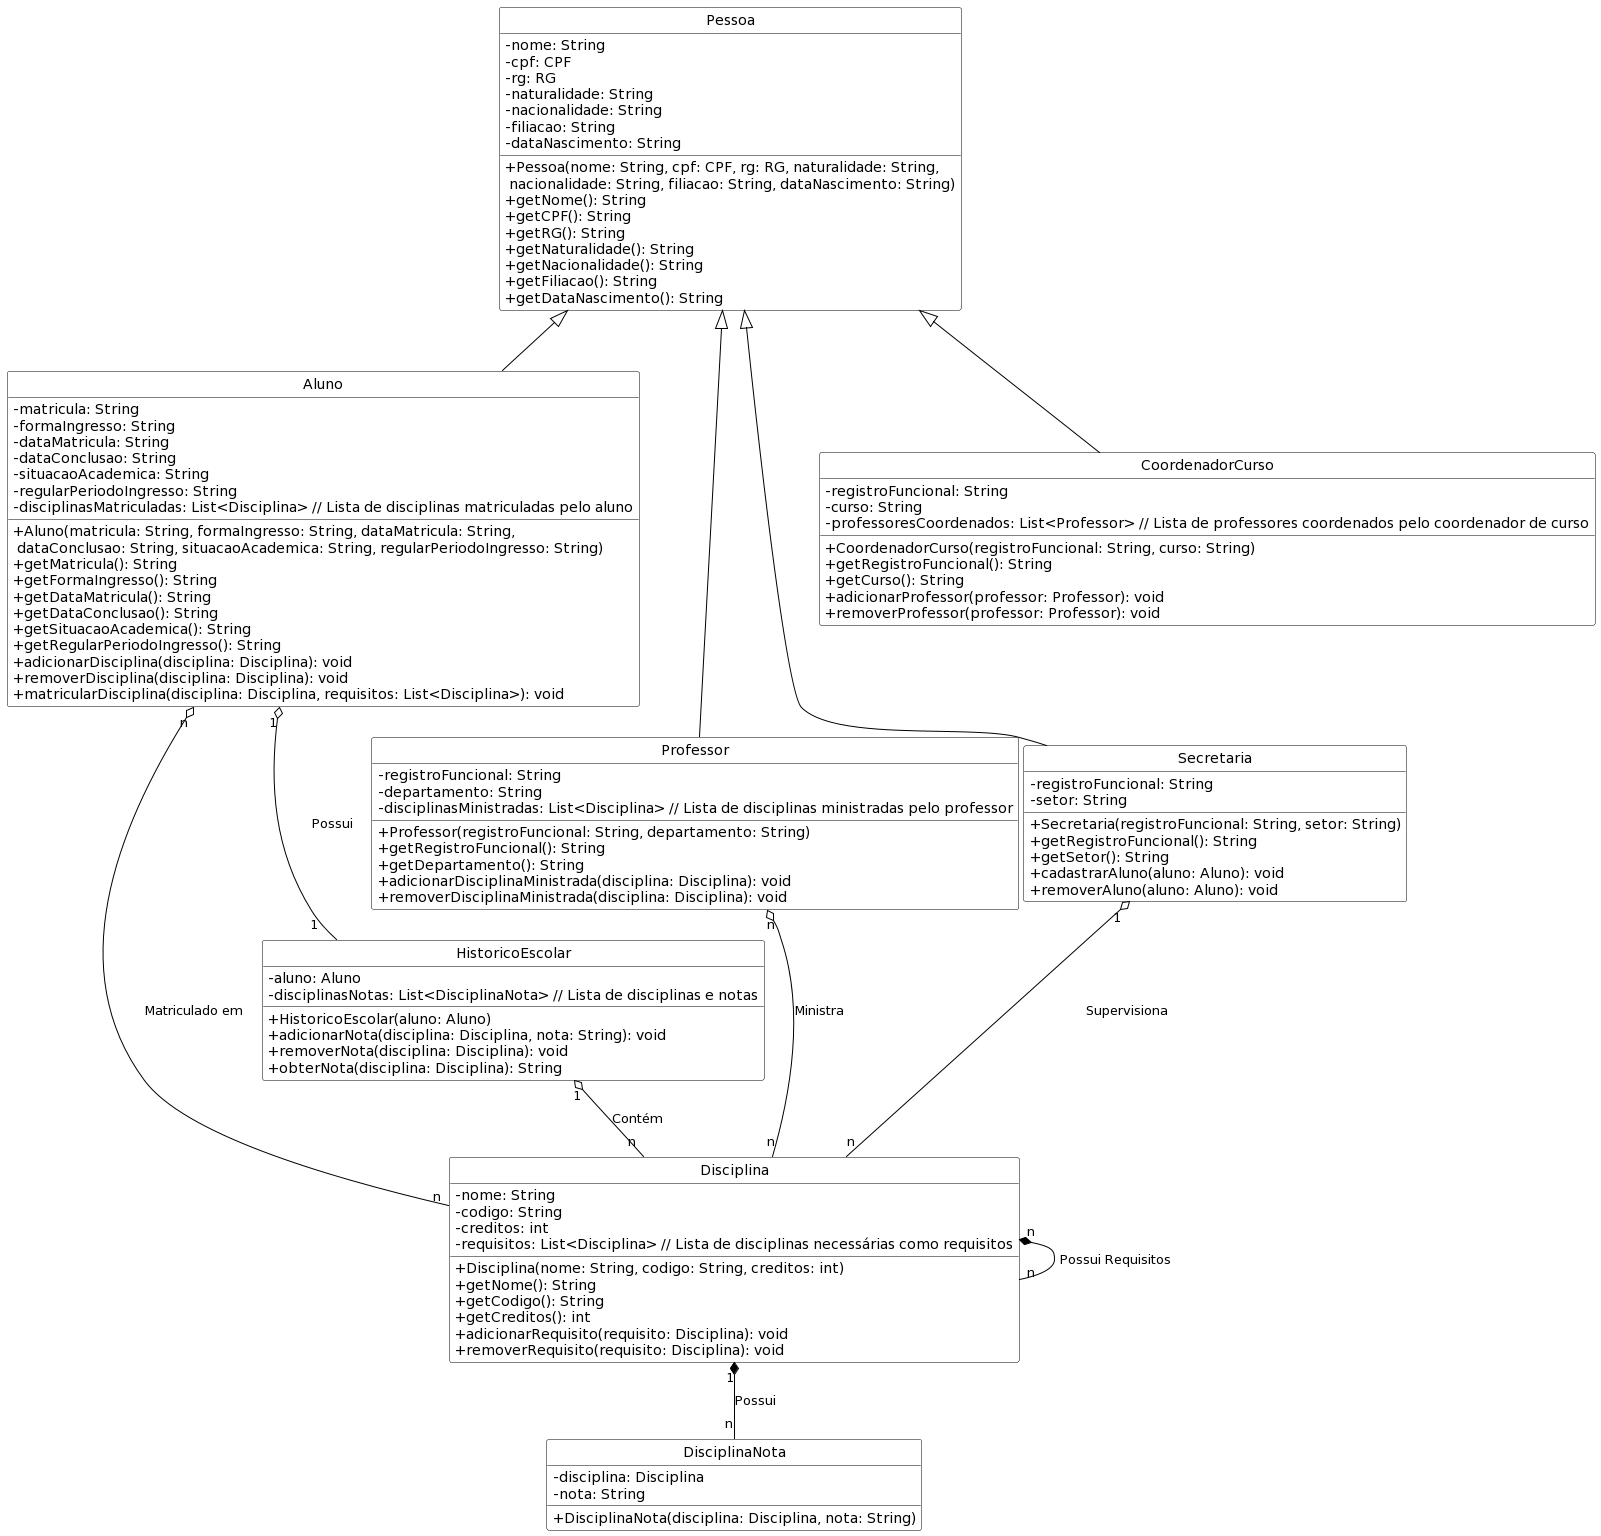 Pessoa
-nome: String
-cpf: CPF
-rg: RG
-naturalidade: String
-nacionalidade: String
-filiacao: String
-dataNascimento: String
+Pessoa(nome: String, cpf: CPF, rg: RG, naturalidade: String,
nacionalidade: String, filiacao: String, dataNascimento: String)
+getNome(): String
+getCPF(): String
+getRG(): String
+getNaturalidade(): String
+getNacionalidade(): String
+getFiliacao(): String
+getDataNascimento(): String
Aluno
-matricula: String
-formaIngresso: String
-dataMatricula: String
-dataConclusao: String
-situacaoAcademica: String
-regularPeriodoIngresso: String
-disciplinasMatriculadas: List<Disciplina> // Lista de disciplinas matriculadas pelo aluno
+Aluno(matricula: String, formaIngresso: String, dataMatricula: String,
dataConclusao: String, situacaoAcademica: String, regularPeriodoIngresso: String)
+getMatricula(): String
+getFormaIngresso(): String
+getDataMatricula(): String
+getDataConclusao(): String
+getSituacaoAcademica(): String
+getRegularPeriodoIngresso(): String
+adicionarDisciplina(disciplina: Disciplina): void
+removerDisciplina(disciplina: Disciplina): void
+matricularDisciplina(disciplina: Disciplina, requisitos: List<Disciplina>): void
CoordenadorCurso
-registroFuncional: String
-curso: String
-professoresCoordenados: List<Professor> // Lista de professores coordenados pelo coordenador de curso
+CoordenadorCurso(registroFuncional: String, curso: String)
+getRegistroFuncional(): String
+getCurso(): String
+adicionarProfessor(professor: Professor): void
+removerProfessor(professor: Professor): void
n
1
Possui
1
Professor
-registroFuncional: String
-departamento: String
-disciplinasMinistradas: List<Disciplina> // Lista de disciplinas ministradas pelo professor
+Professor(registroFuncional: String, departamento: String)
+getRegistroFuncional(): String
+getDepartamento(): String
+adicionarDisciplinaMinistrada(disciplina: Disciplina): void
+removerDisciplinaMinistrada(disciplina: Disciplina): void
Secretaria
-registroFuncional: String
-setor: String
+Secretaria(registroFuncional: String, setor: String)
+getRegistroFuncional(): String
+getSetor(): String
+cadastrarAluno(aluno: Aluno): void
+removerAluno(aluno: Aluno): void
n
1
HistoricoEscolar
-aluno: Aluno
-disciplinasNotas: List<DisciplinaNota> // Lista de disciplinas e notas
+HistoricoEscolar(aluno: Aluno)
+adicionarNota(disciplina: Disciplina, nota: String): void
+removerNota(disciplina: Disciplina): void
+obterNota(disciplina: Disciplina): String
Matriculado em
Ministra
Supervisiona
1
Contém
n
n
n
n
Disciplina
-nome: String
-codigo: String
-creditos: int
-requisitos: List<Disciplina> // Lista de disciplinas necessárias como requisitos
+Disciplina(nome: String, codigo: String, creditos: int)
+getNome(): String
+getCodigo(): String
+getCreditos(): int
+adicionarRequisito(requisito: Disciplina): void
+removerRequisito(requisito: Disciplina): void
n
Possui Requisitos
n
1
Possui
n
DisciplinaNota
-disciplina: Disciplina
-nota: String
+DisciplinaNota(disciplina: Disciplina, nota: String)